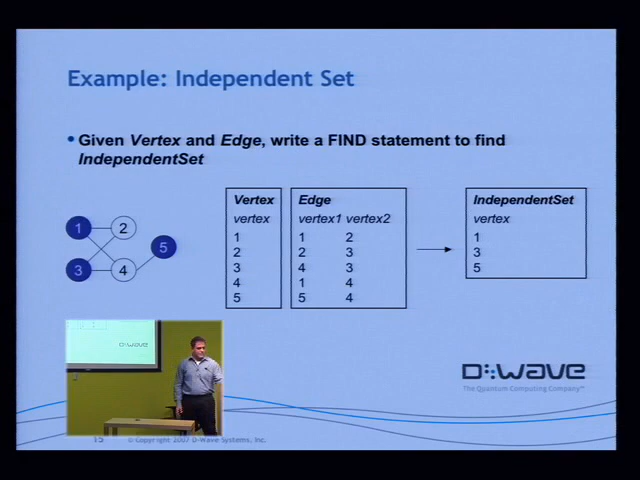 Example: Independent Set
• Given Vertex and Edge, write a FIND statement to find
IndependentSet
1 2
5
3 4
Vertex
vertex
1
2
3
4
5
Edge
vertex1 vertex2
1 2
2 3
4 3
1 4
5 4
IndependentSet
vertex
1
3
5
D:wave
D:wave
The Quantum Computing Company™
15 © Copyright 2007 D-Wave Systems, Inc.